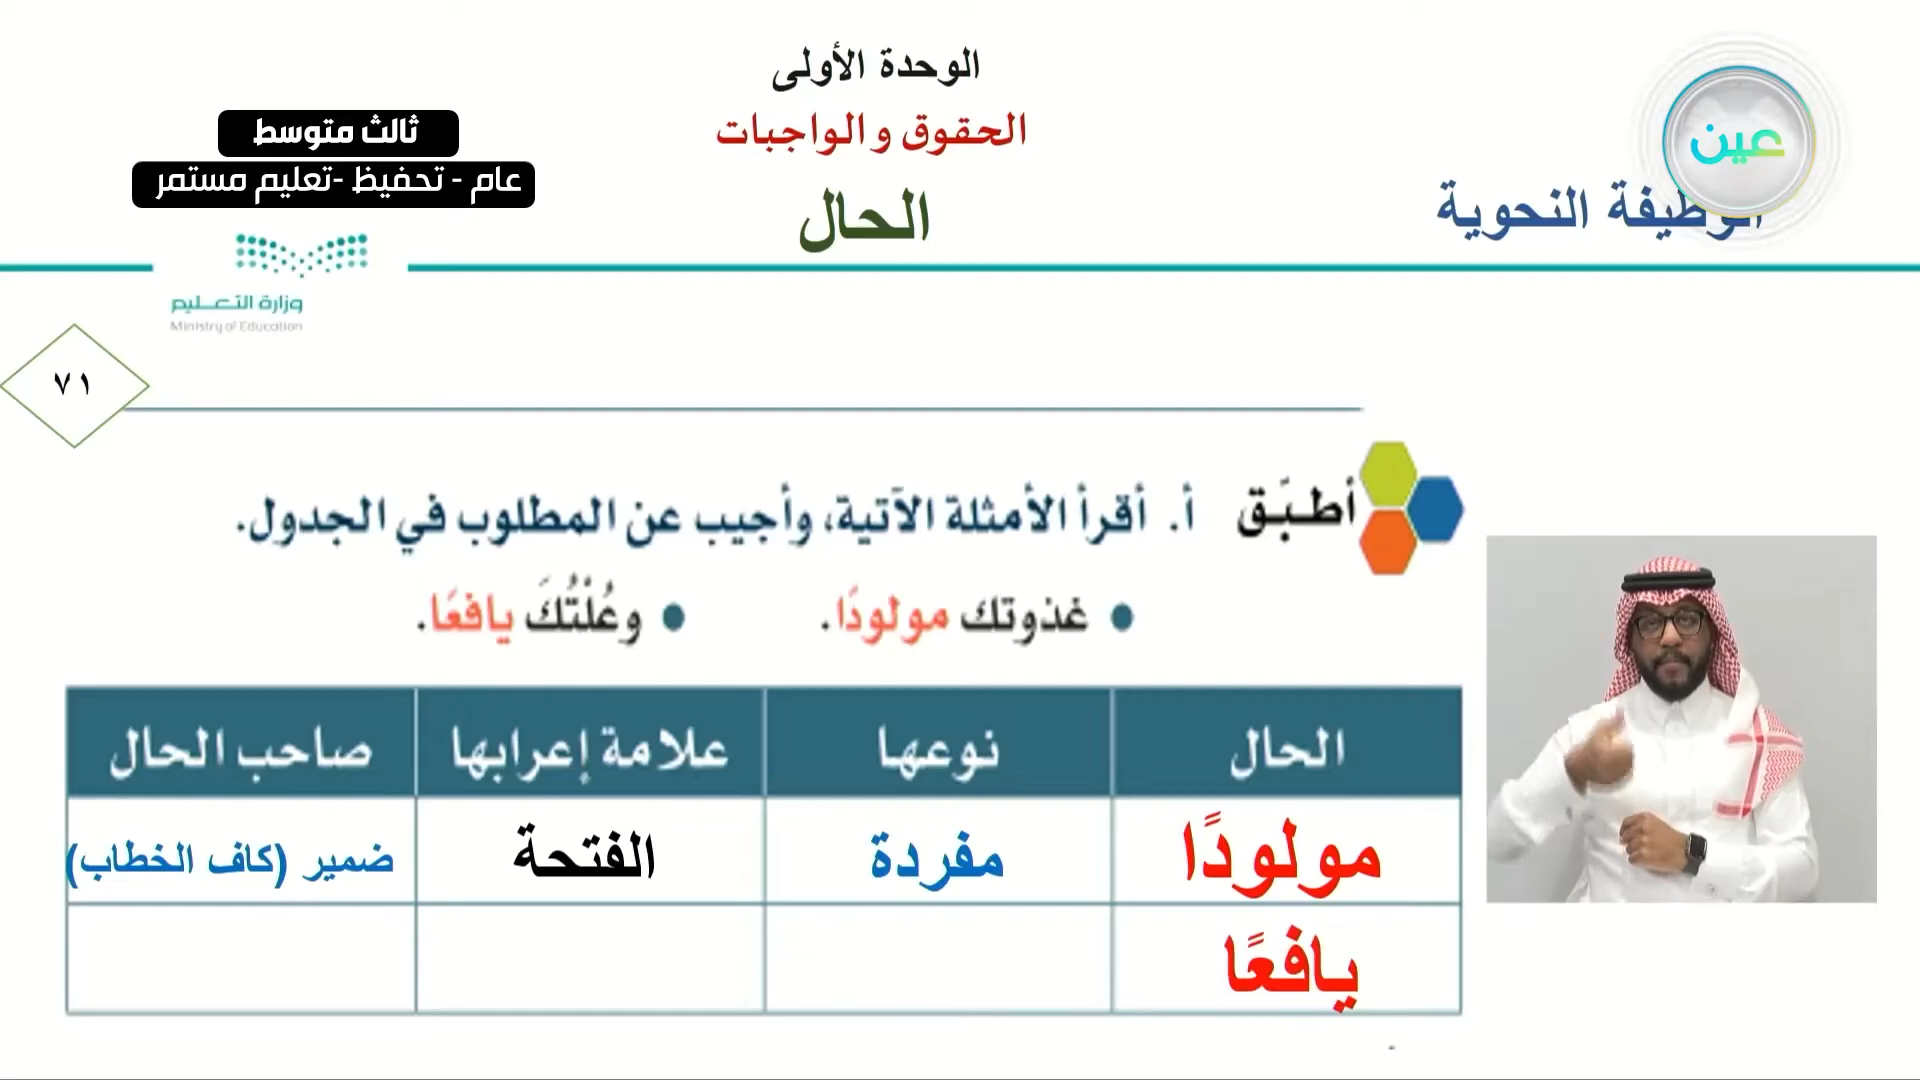 الوحدة الأولى
الحقوق والواجبات
الحال
عين
الوظيفة النحوية
ثالث متوسط
عام - تحفيظ -تعليم مستمر
وزارة التعليم
Ministry of Education
٧١
أطبّق أ. أقرأ الأمثلة الآتية، وأجيب عن المطلوب في الجدول.
• غذوتك مولودًا. • وعُلْتُكَ يافعًا.
الحال نوعها علامة إعرابها صاحب الحال
مولودًا مفردة الفتحة ضمير (كاف الخطاب)
يافعًا